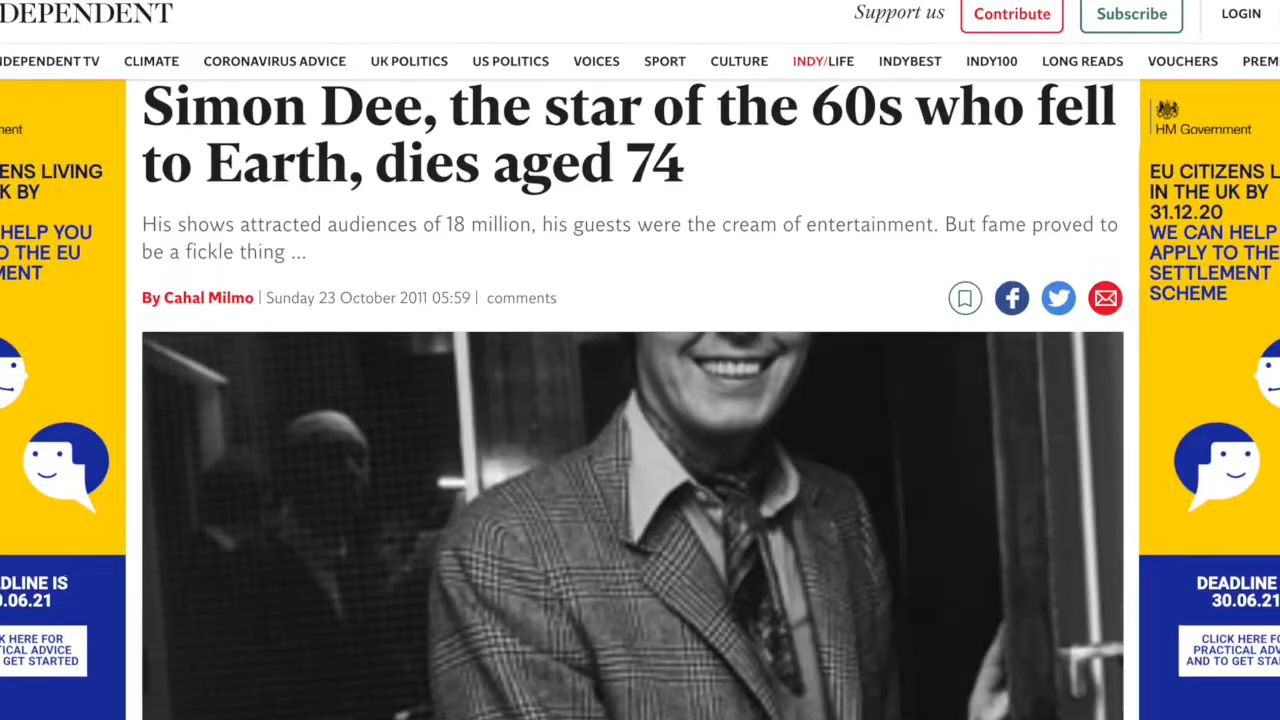 DEPENDENT
Support us
Contribute
Subscribe
LOGIN
NDEPENDENT TV CLIMATE CORONAVIRUS ADVICE UK POLITICS US POLITICS VOICES SPORT CULTURE INDY/LIFE INDYBEST INDY100 LONG READS VOUCHERS PREMI
Simon Dee, the star of the 60s who fell
to Earth, dies aged 74
His shows attracted audiences of 18 million, his guests were the cream of entertainment. But fame proved to
be a fickle thing ...
By Cahal Milmo | Sunday 23 October 2011 05:59 | comments
ment
ENS LIVING
K BY
HELP YOU
O THE EU
MENT
DLINE IS
0.06.21
K HERE FOR
TICAL ADVICE
GET STARTED
HM Government
EU CITIZENS L
IN THE UK BY
31.12.20
WE CAN HELP
APPLY TO THE
SETTLEMENT
SCHEME
DEADLINE
30.06.21
CLICK HERE FO
PRACTICAL ADV
AND TO GET STA